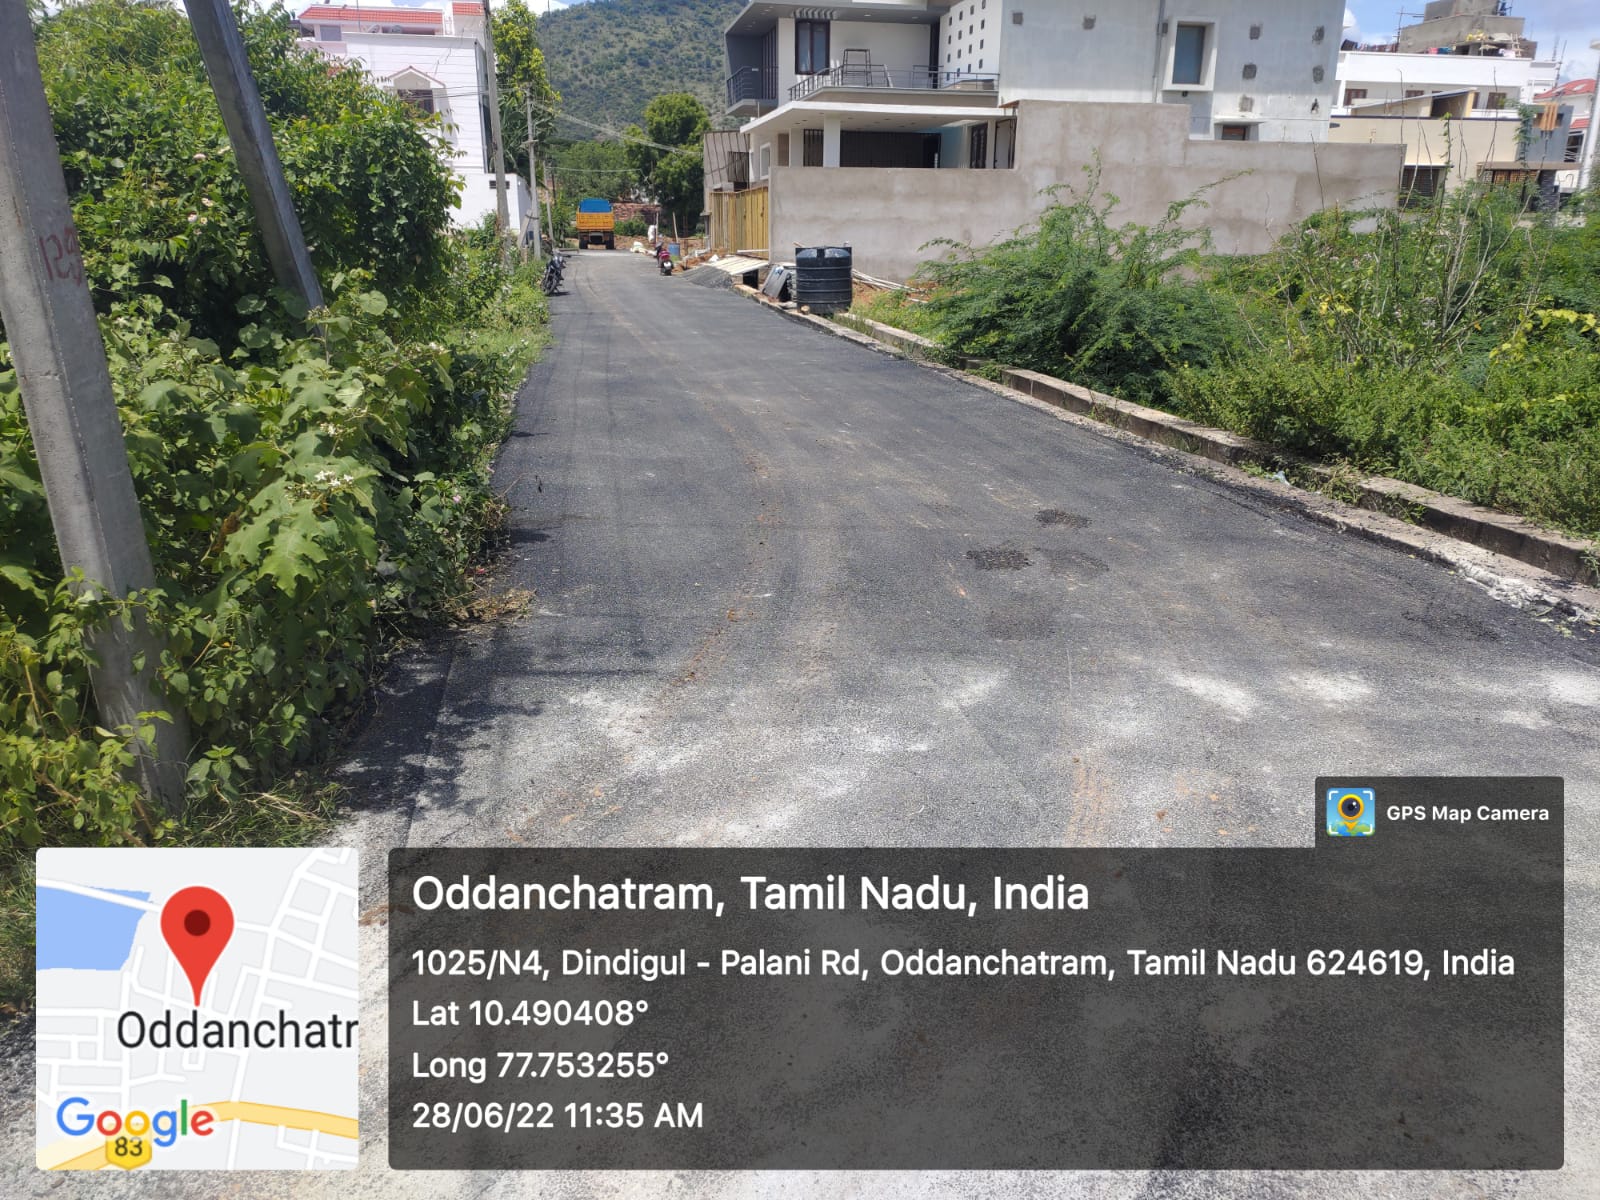 129
GPS Map Camera
Oddanchatram, Tamil Nadu, India
1025/N4, Dindigul - Palani Rd, Oddanchatram, Tamil Nadu 624619, India
Lat 10.490408°
Long 77.753255°
28/06/22 11:35 AM
Oddanchatr
Google
83